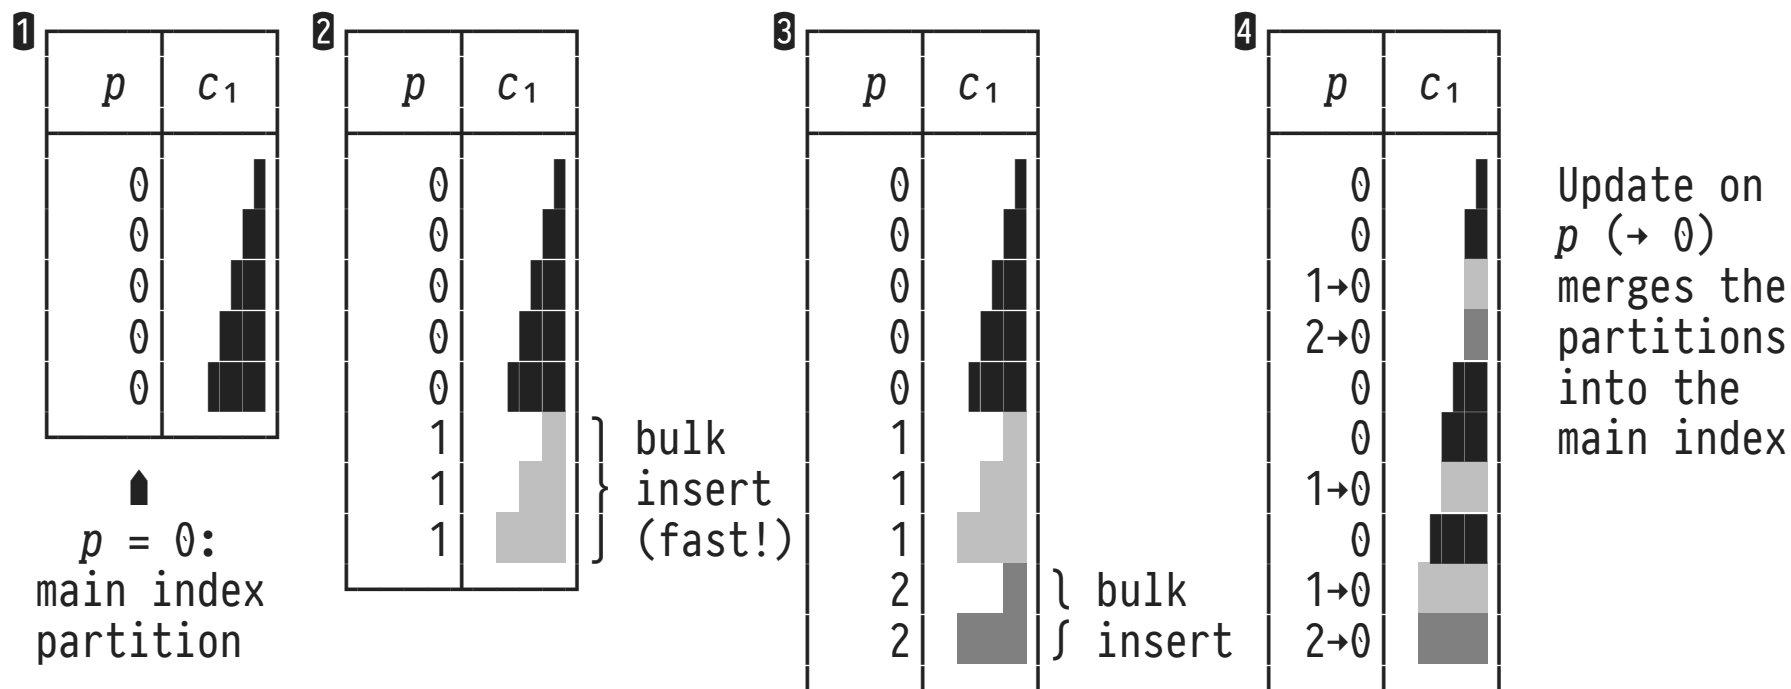 1
p c₁
0
0
0
0
0
p = 0:
main index
partition
2
p c₁
0
0
0
0
0
1 bulk
1 insert
1 (fast!)
3
p c₁
0
0
0
0
0
1
1
1
2 bulk
2 insert
4
p c₁
0 Update on
0 p (→ 0)
1→0 merges the
2→0 partitions
0 into the
0 main index
1→0
0
1→0
2→0